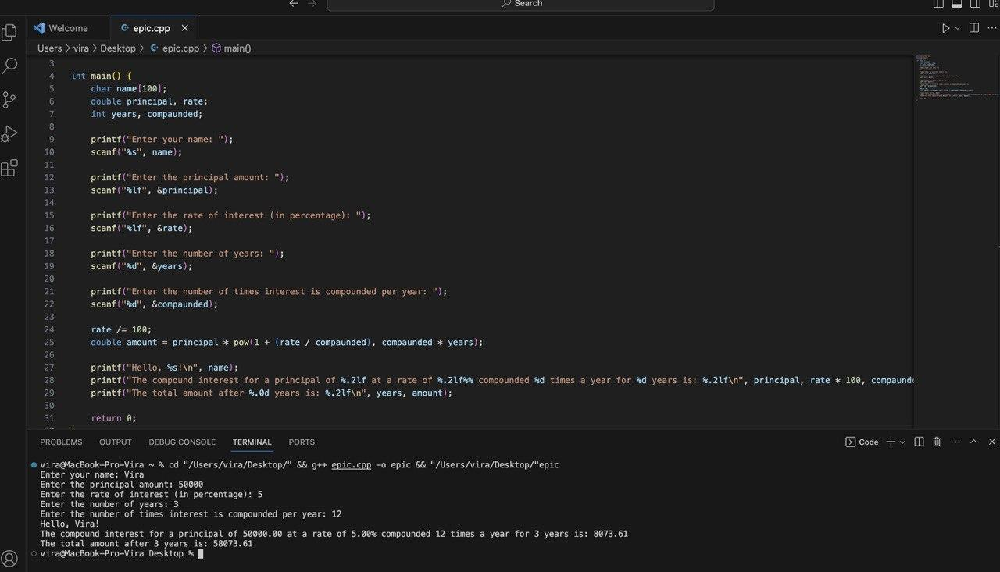 Search
Welcome
epic.cpp
Users > vira > Desktop > epic.cpp > main()
3
4 int main() {
5 char name[100];
6 double principal, rate;
7 int years, compaunded;
8
9 printf("Enter your name: ");
10 scanf("%s", name);
11
12 printf("Enter the principal amount: ");
13 scanf("%lf", &principal);
14
15 printf("Enter the rate of interest (in percentage): ");
16 scanf("%lf", &rate);
17
18 printf("Enter the number of years: ");
19 scanf("%d", &years);
20
21 printf("Enter the number of times interest is compounded per year: ");
22 scanf("%d", &compaunded);
23
24 rate /= 100;
25 double amount = principal * pow(1 + (rate / compaunded), compaunded * years);
26
27 printf("Hello, %s!\n", name);
28 printf("The compound interest for a principal of %.2lf at a rate of %.2lf%% compounded %d times a year for %d years is: %.2lf\n", principal, rate * 100, compaunde
29 printf("The total amount after %.0d years is: %.2lf\n", years, amount);
30
31 return 0;
PROBLEMS OUTPUT DEBUG CONSOLE TERMINAL PORTS
Code
vira@MacBook-Pro-Vira ~ % cd "/Users/vira/Desktop/" && g++ epic.cpp -o epic && "/Users/vira/Desktop/"epic
Enter your name: Vira
Enter the principal amount: 50000
Enter the rate of interest (in percentage): 5
Enter the number of years: 3
Enter the number of times interest is compounded per year: 12
Hello, Vira!
The compound interest for a principal of 50000.00 at a rate of 5.00% compounded 12 times a year for 3 years is: 8073.61
The total amount after 3 years is: 58073.61
vira@MacBook-Pro-Vira Desktop %